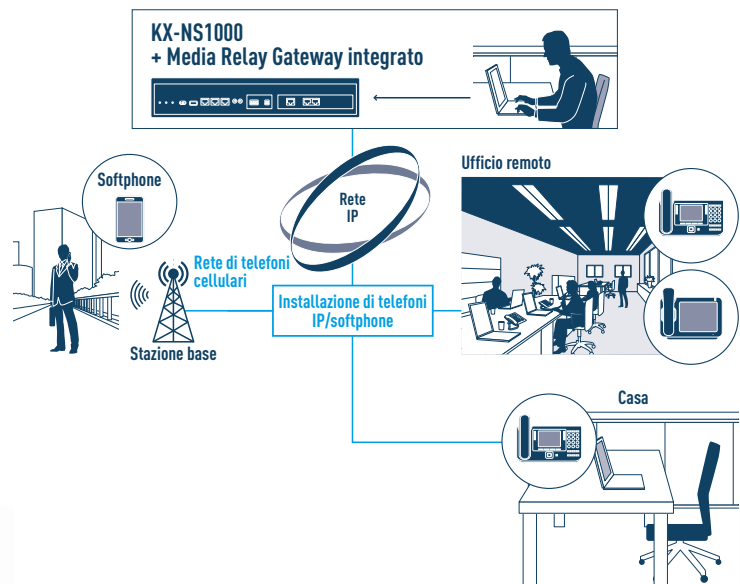 KX-NS1000
+ Media Relay Gateway integrato
Softphone
Rete
IP
Ufficio remoto
Rete di telefoni
cellulari
Installazione di telefoni
IP/softphone
Stazione base
Casa